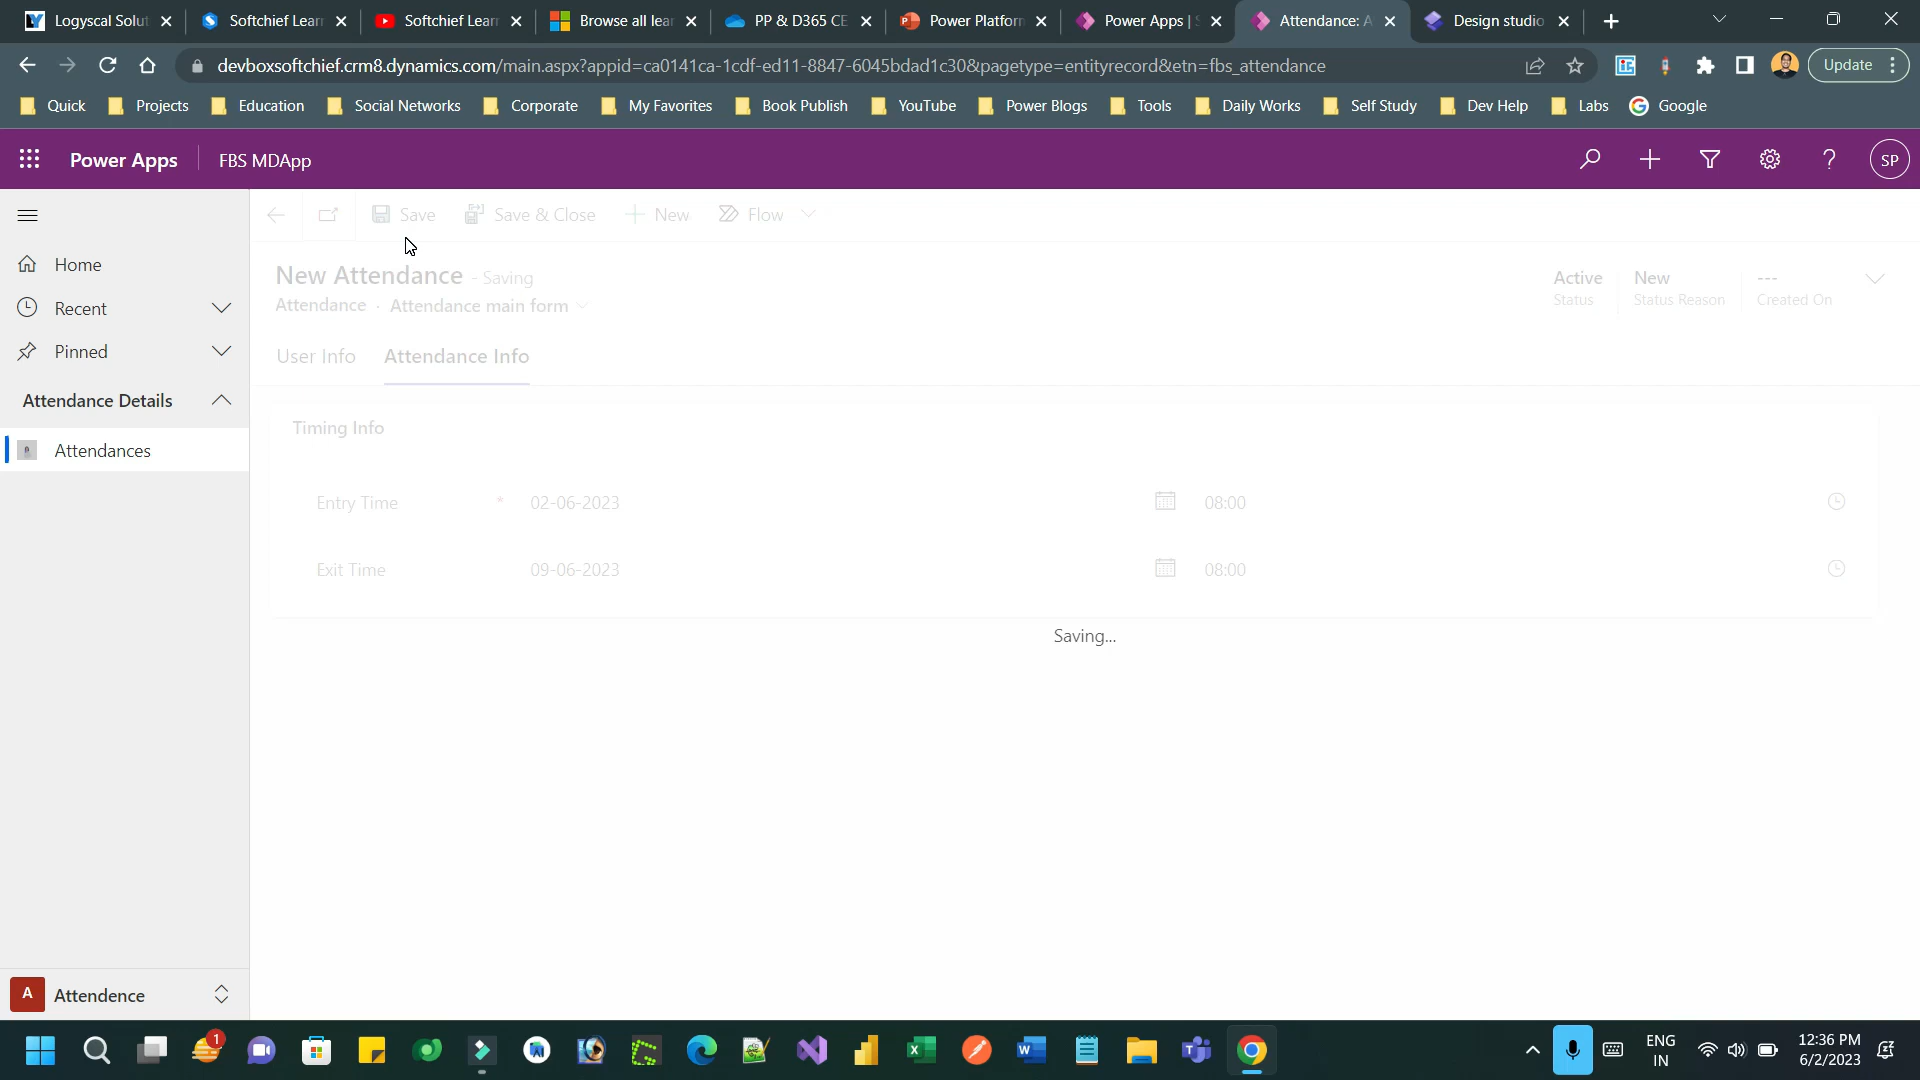 Logyscal Solut
Softchief Learn
Softchief Learn
Browse all lea
PP & D365 CE
Power Platforn
Power Apps | S
Attendance: A
Design studio
devboxsoftchief.crm8.dynamics.com/main.aspx?appid=ca0141ca-1cdf-ed11-8847-6045bdad1c30&pagetype=entityrecord&etn=fbs_attendance
Update
Quick Projects Education Social Networks Corporate My Favorites Book Publish YouTube Power Blogs Tools Daily Works Self Study Dev Help Labs Google
Power Apps FBS MDApp
SP
Save Save & Close New Flow
Home
Recent
Pinned
Attendance Details
Attendances
New Attendance - Saving
Attendance · Attendance main form
Active New ---
Status Status Reason Created On
User Info Attendance Info
Timing Info
Entry Time * 02-06-2023 08:00
Exit Time 09-06-2023 08:00
Saving...
A Attendence
1
ENG
IN
12:36 PM
6/2/2023